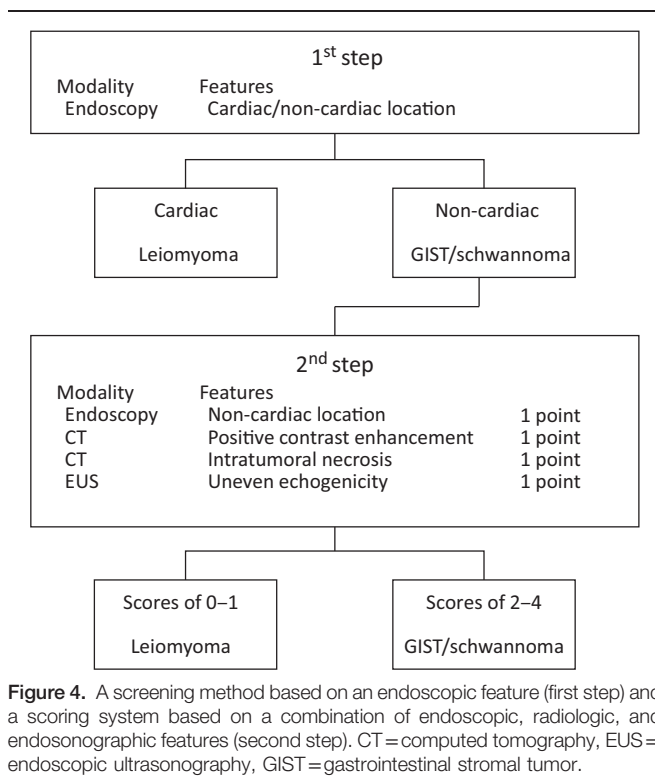 1st step
Modality Features
Endoscopy Cardiac/non-cardiac location
Cardiac
Leiomyoma
Non-cardiac
GIST/schwannoma
2nd step
Modality Features
Endoscopy Non-cardiac location 1 point
CT Positive contrast enhancement 1 point
CT Intratumoral necrosis 1 point
EUS Uneven echogenicity 1 point
Scores of 0–1
Leiomyoma
Scores of 2–4
GIST/schwannoma
Figure 4. A screening method based on an endoscopic feature (first step) and
a scoring system based on a combination of endoscopic, radiologic, and
endosonographic features (second step). CT=computed tomography, EUS=
endoscopic ultrasonography, GIST=gastrointestinal stromal tumor.